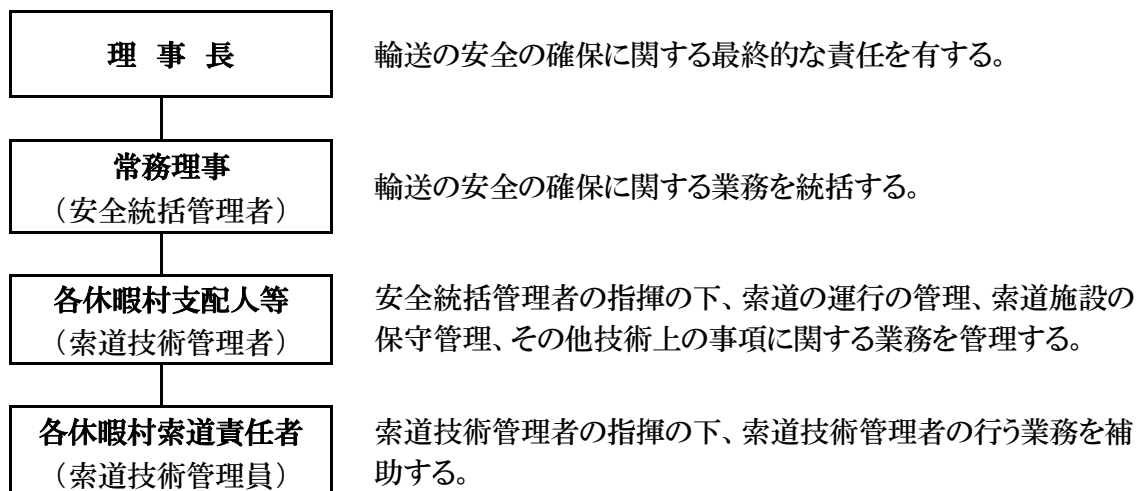 理 事 長
輸送の安全の確保に関する最終的な責任を有する。
常務理事
（安全統括管理者）
輸送の安全の確保に関する業務を統括する。
各休暇村支配人等
（索道技術管理者）
安全統括管理者の指揮の下、索道の運行の管理、索道施設の
保守管理、その他技術上の事項に関する業務を管理する。
各休暇村索道責任者
（索道技術管理員）
索道技術管理者の指揮の下、索道技術管理者の行う業務を補
助する。